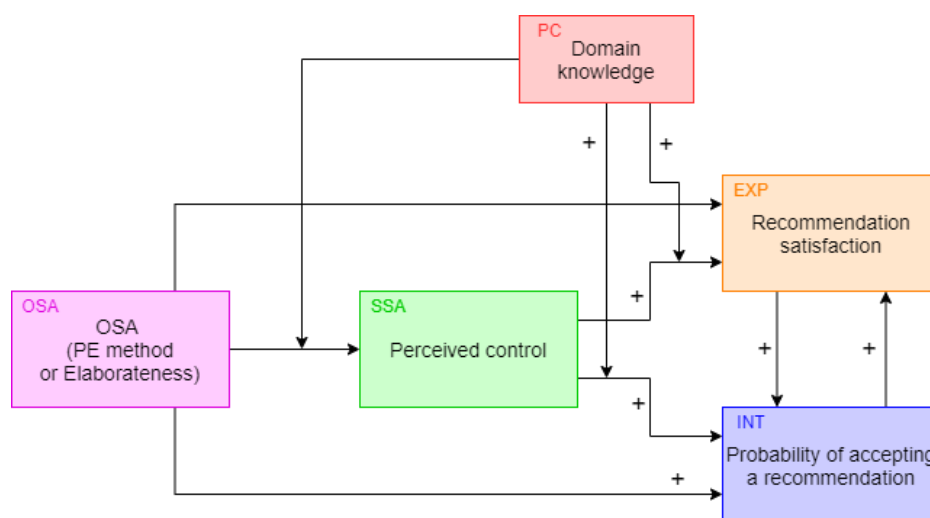 PC
Domain
knowledge
+
+
EXP
Recommendation
satisfaction
OSA
OSA
(PE method
or Elaborateness)
SSA
Perceived control
+
+
+
+
INT
Probability of accepting
a recommendation
+